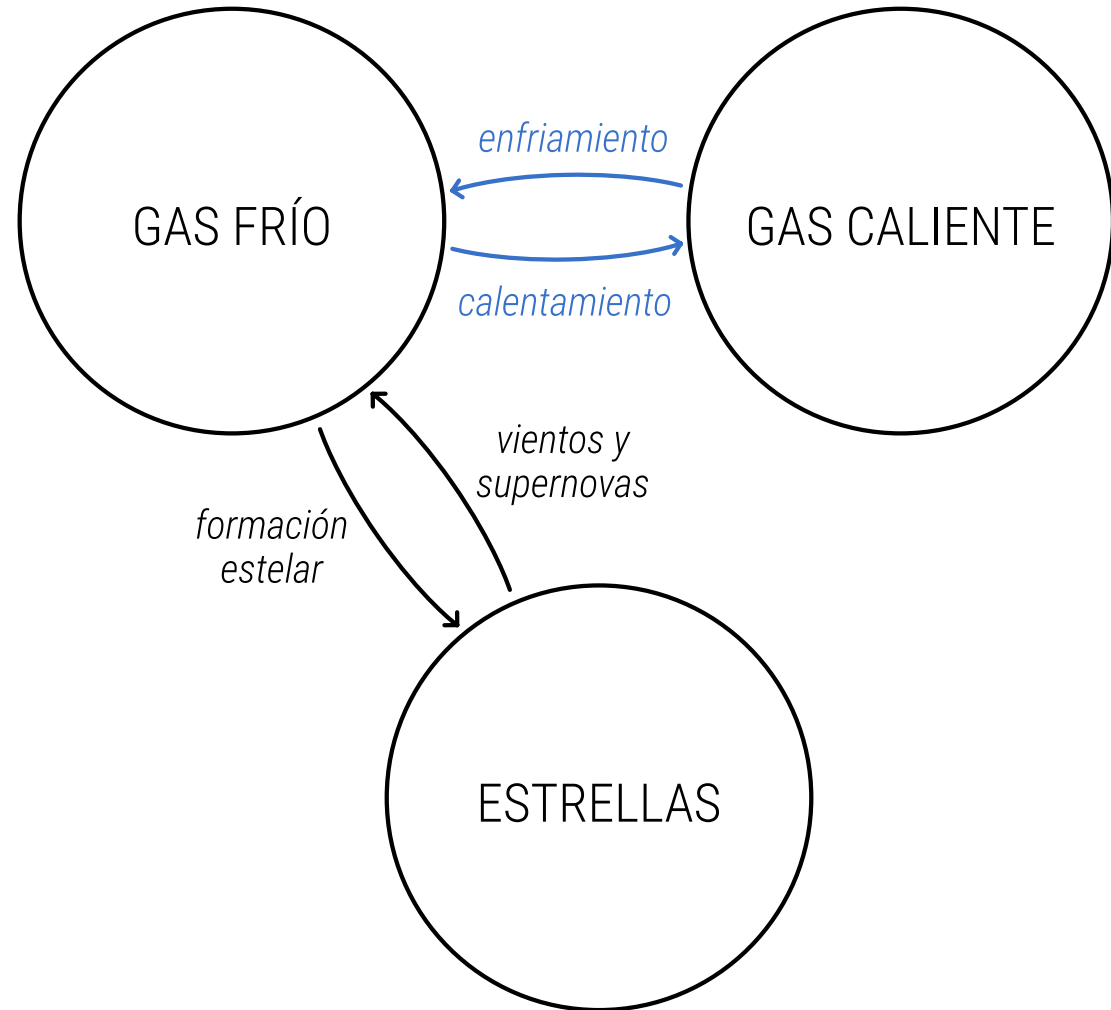 enfriamiento
GAS FRÍO
GAS CALIENTE
calentamiento
vientos y
supernovas
formación
estelar
ESTRELLAS